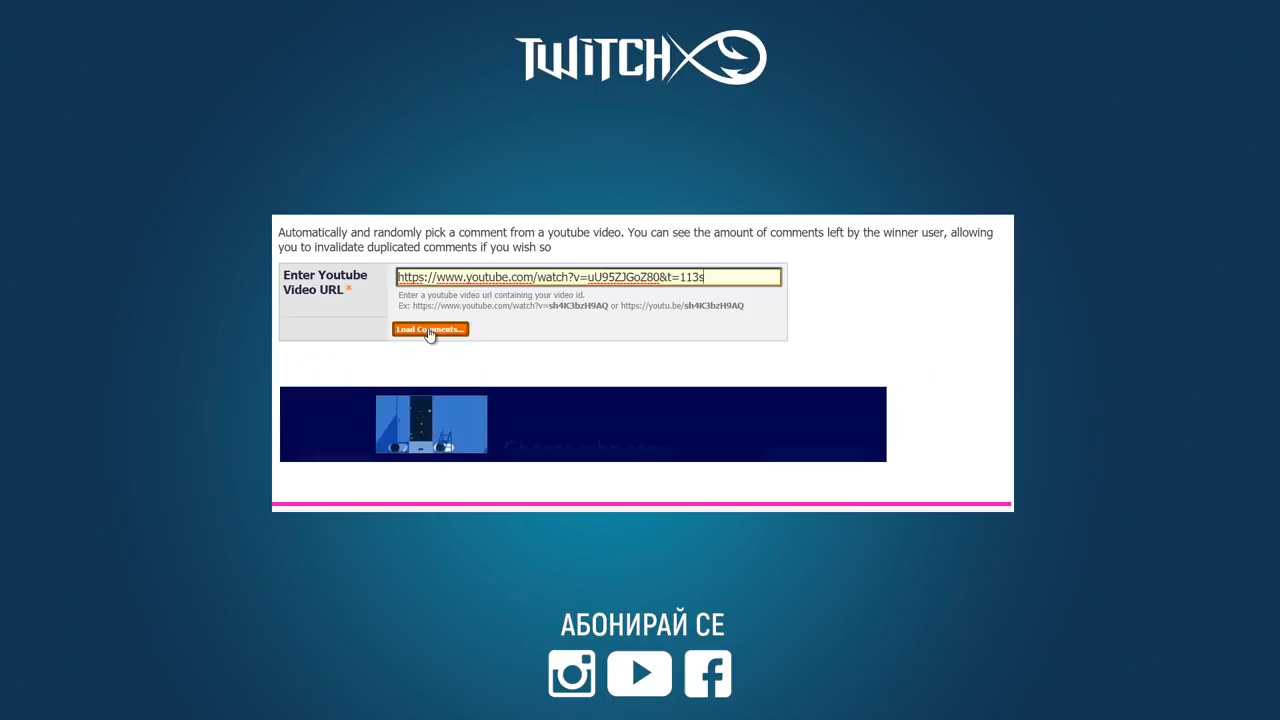 TWITCH
Automatically and randomly pick a comment from a youtube video. You can see the amount of comments left by the winner user, allowing
you to invalidate duplicated comments if you wish so
Enter Youtube
Video URL *
https://www.youtube.com/watch?v=uU95ZJGoZ80&t=113s
Enter a youtube video url containing your video id.
Ex: https://www.youtube.com/watch?v=sh4K3bzH9AQ or https://youtu.be/sh4K3bzH9AQ
Load Comments...
АБОНИРАЙ СЕ